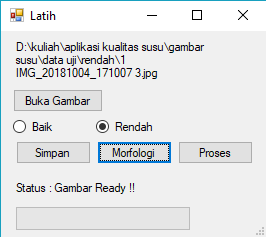 Latih
D:\kuliah\aplikasi kualitas susu\gambar
susu\data uji\rendah\1
IMG_20181004_171007 3.jpg
Buka Gambar
Baik Rendah
Simpan Morfologi Proses
Status : Gambar Ready !!